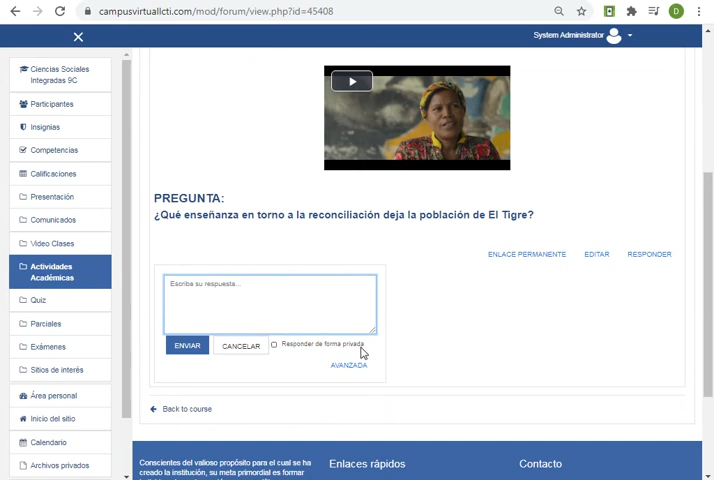 campusvirtuallcti.com/mod/forum/view.php?id=45408
D
System Administrator
Ciencias Sociales
Integradas 9C
Participantes
Insignias
Competencias
Calificaciones
Presentación
Comunicados
Video Clases
Actividades
Académicas
Quiz
Parciales
Exámenes
Sitios de interés
Área personal
Inicio del sitio
Calendario
Archivos privados
PREGUNTA:
¿Qué enseñanza en torno a la reconciliación deja la población de El Tigre?
ENLACE PERMANENTE EDITAR RESPONDER
Escriba su respuesta...
ENVIAR CANCELAR Responder de forma privada
AVANZADA
Back to course
Conscientes del valioso propósito para el cual se ha
creado la institución, su meta primordial es formar
Enlaces rápidos
Contacto